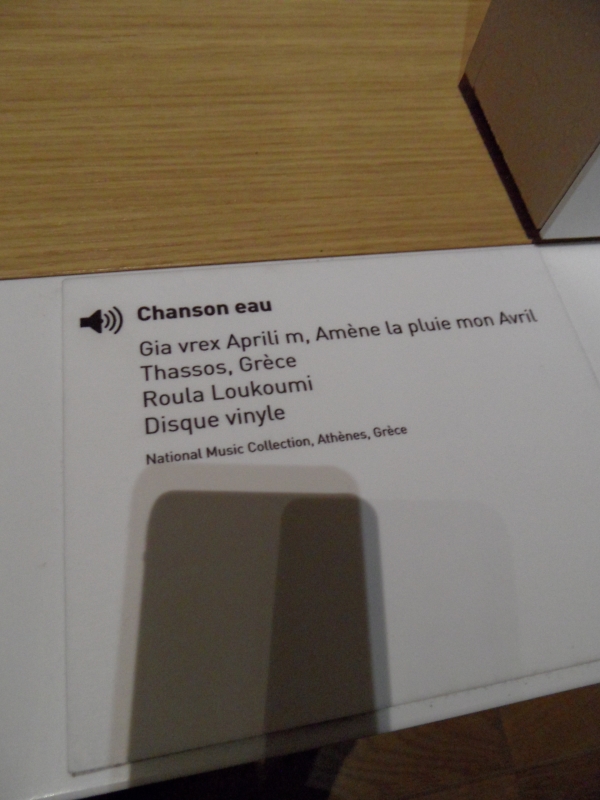 Chanson eau
Gia vrex Aprili m, Amène la pluie mon Avril
Thassos, Grèce
Roula Loukoumi
Disque vinyle
National Music Collection, Athènes, Grèce